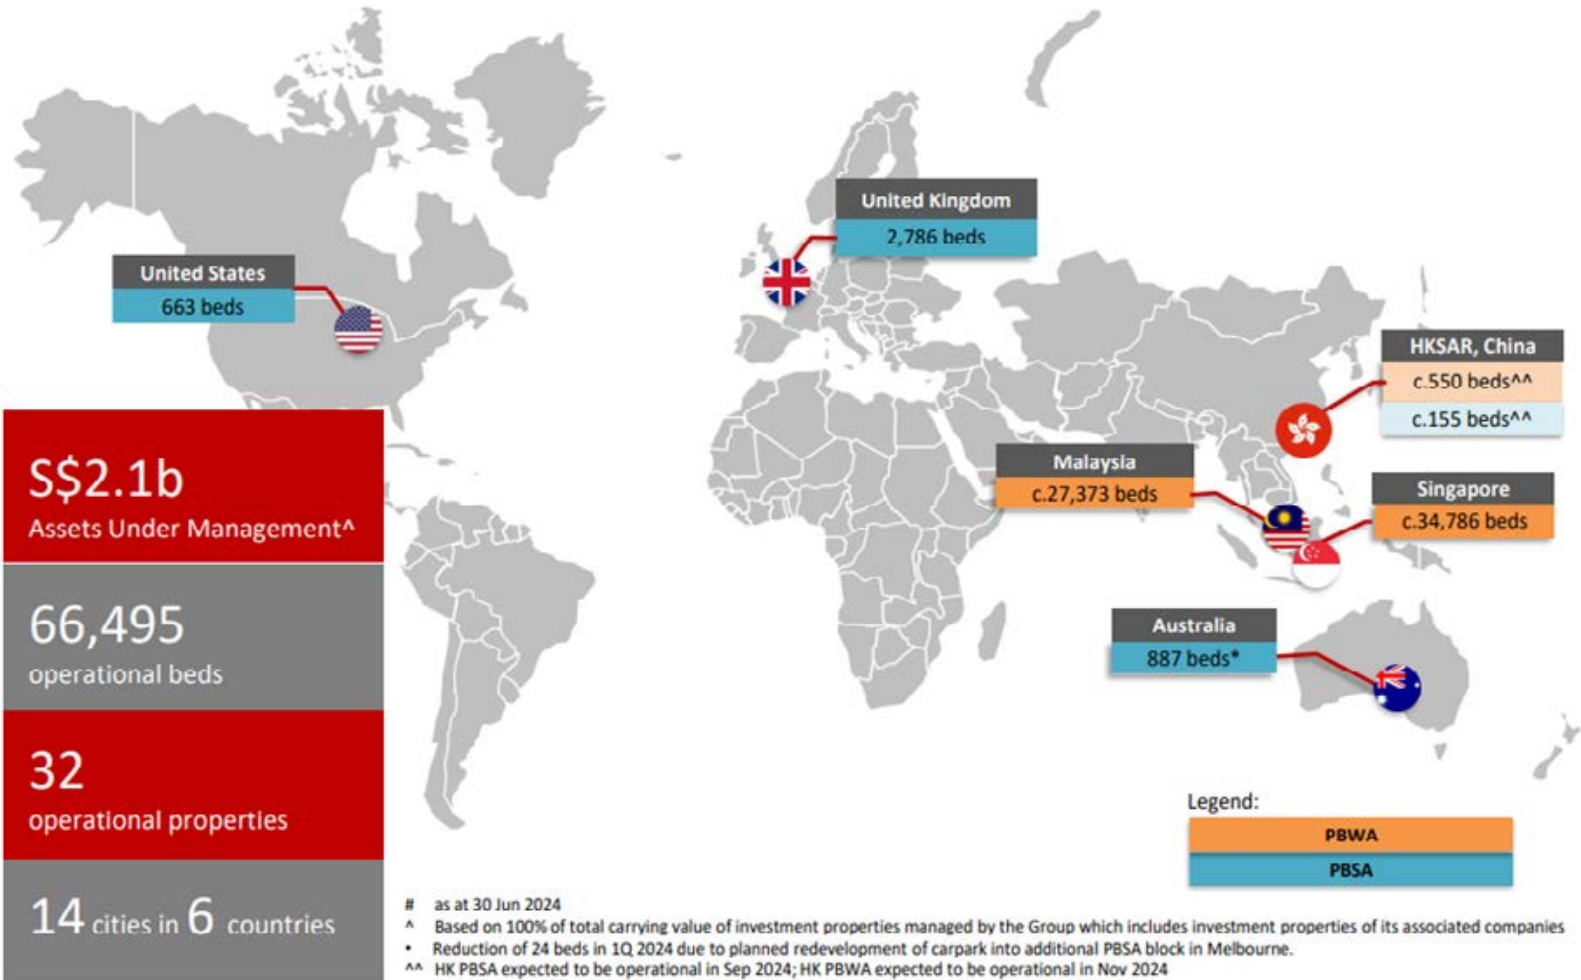 United Kingdom
2,786 beds
United States
663 beds
HKSAR, China
c.550 beds^^
c.155 beds^^
Malaysia
c.27,373 beds
Singapore
c.34,786 beds
Australia
887 beds*
S$2.1b
Assets Under Management^
66,495
operational beds
32
operational properties
14 cities in 6 countries
Legend:
PBWA
PBSA
# as at 30 Jun 2024
^ Based on 100% of total carrying value of investment properties managed by the Group which includes investment properties of its associated companies
* Reduction of 24 beds in 1Q 2024 due to planned redevelopment of carpark into additional PBSA block in Melbourne.
^^ HK PBSA expected to be operational in Sep 2024; HK PBWA expected to be operational in Nov 2024